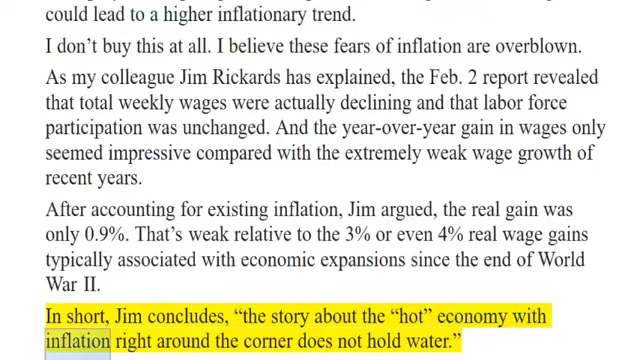 could lead to a higher inflationary trend.
I don’t buy this at all. I believe these fears of inflation are overblown.
As my colleague Jim Rickards has explained, the Feb. 2 report revealed
that total weekly wages were actually declining and that labor force
participation was unchanged. And the year-over-year gain in wages only
seemed impressive compared with the extremely weak wage growth of
recent years.
After accounting for existing inflation, Jim argued, the real gain was
only 0.9%. That’s weak relative to the 3% or even 4% real wage gains
typically associated with economic expansions since the end of World
War II.
In short, Jim concludes, “the story about the “hot” economy with
inflation right around the corner does not hold water.”